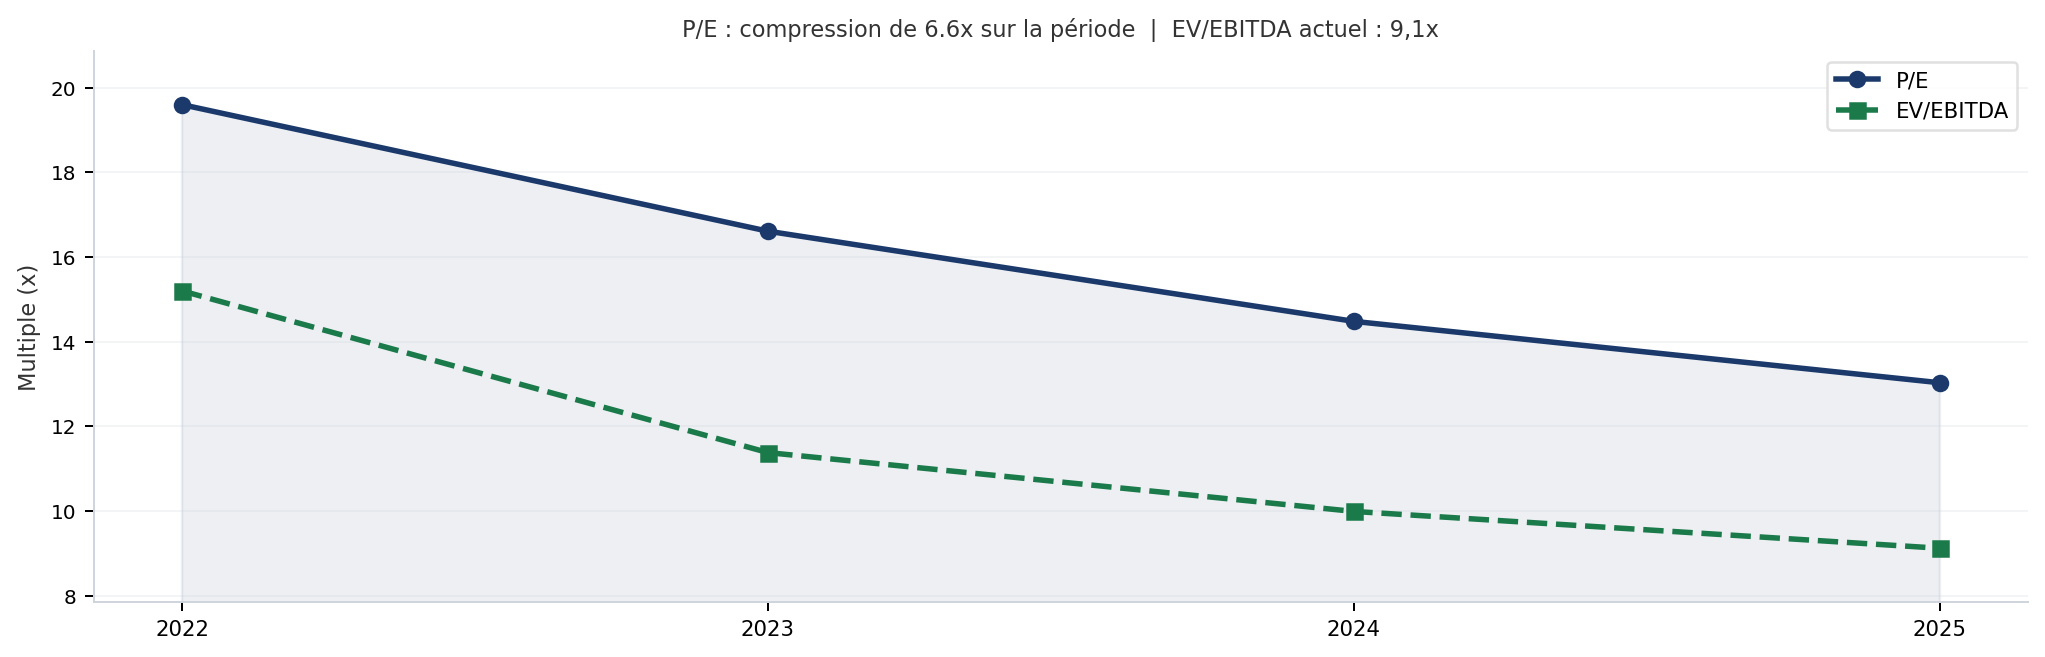 P/E : compression de 6.6x sur la période | EV/EBITDA actuel : 9,1x
P/E
EV/EBITDA
Multiple (x)
20
18
16
14
12
10
8
2022 2023 2024 2025